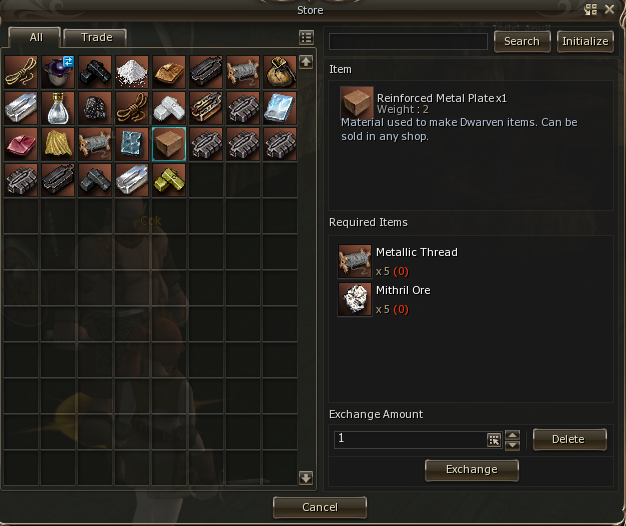 Store
All
Trade
Search
Initialize
Item
Reinforced Metal Plate x1
Weight : 2
Material used to make Dwarven items. Can be
sold in any shop.
Required Items
Metallic Thread
x 5 (0)
Mithril Ore
x 5 (0)
Cok
Exchange Amount
1
Delete
Exchange
Cancel